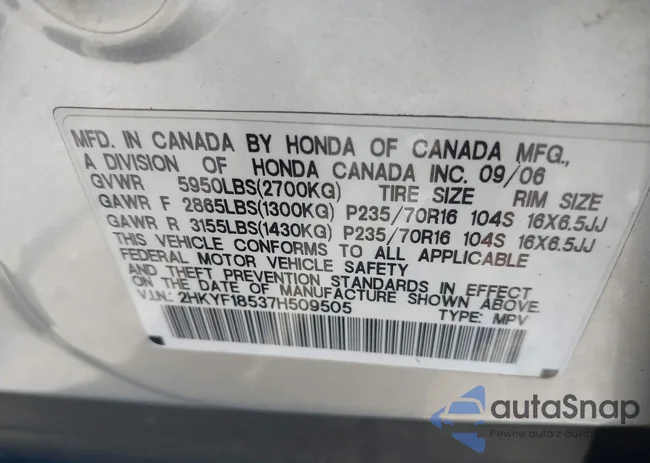 MFD. IN CANADA BY HONDA OF CANADA MFG.,
A DIVISION OF HONDA CANADA INC. 09/06
GVWR 5950LBS(2700KG) TIRE SIZE RIM SIZE
GAWR F 2865LBS(1300KG) P235/70R16 104S 16X6.5JJ
GAWR R 3155LBS(1430KG) P235/70R16 104S 16X6.5JJ
THIS VEHICLE CONFORMS TO ALL APPLICABLE
FEDERAL MOTOR VEHICLE SAFETY
AND THEFT PREVENTION STANDARDS IN EFFECT
ON THE DATE OF MANUFACTURE SHOWN ABOVE.
V.I.N.: 2HKYF18537H509505 TYPE: MPV
autaSnap
Pewne auta z aukcji